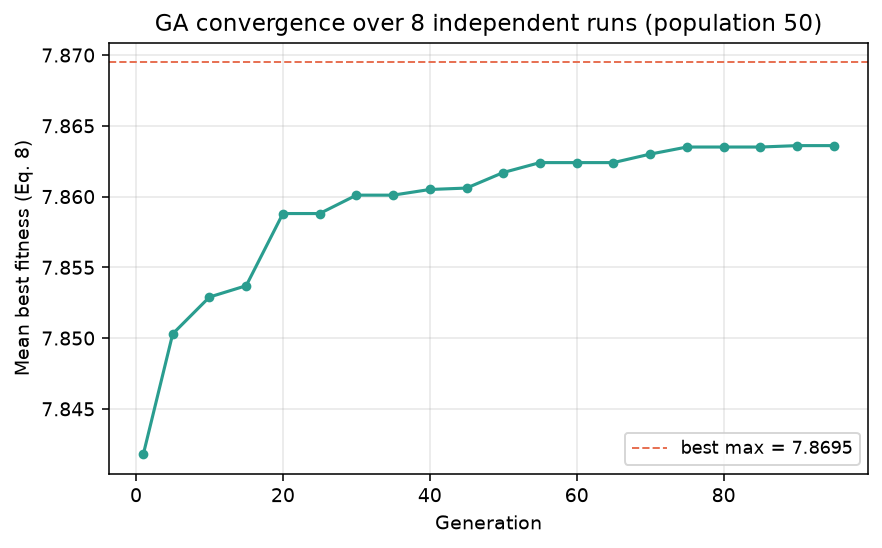 GA convergence over 8 independent runs (population 50)
Mean best fitness (Eq. 8)
7.870
7.865
7.860
7.855
7.850
7.845
best max = 7.8695
0
20
40
60
80
Generation